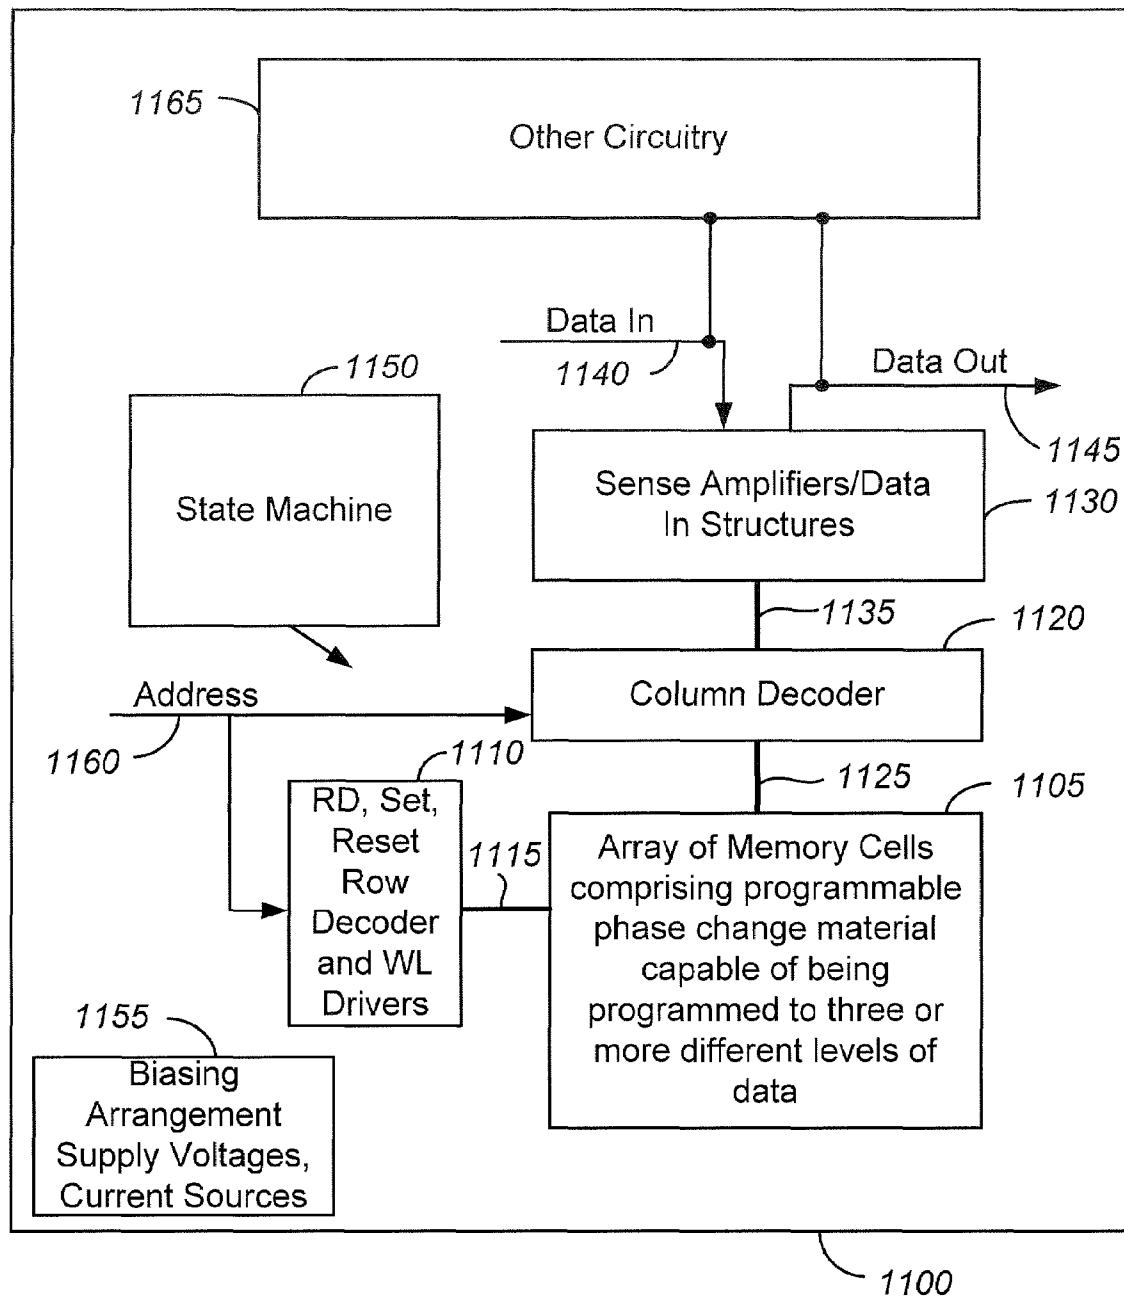 1165
Other Circuitry
Data In
1140
Data Out
1145
1150
State Machine
Sense Amplifiers/Data
In Structures
1130
1135
1120
Column Decoder
Address
1160
1110
1125
1105
RD, Set,
Reset
Row
Decoder
and WL
Drivers
1115
Array of Memory Cells
comprising programmable
phase change material
capable of being
programmed to three or
more different levels of
data
1155
Biasing
Arrangement
Supply Voltages,
Current Sources
1100